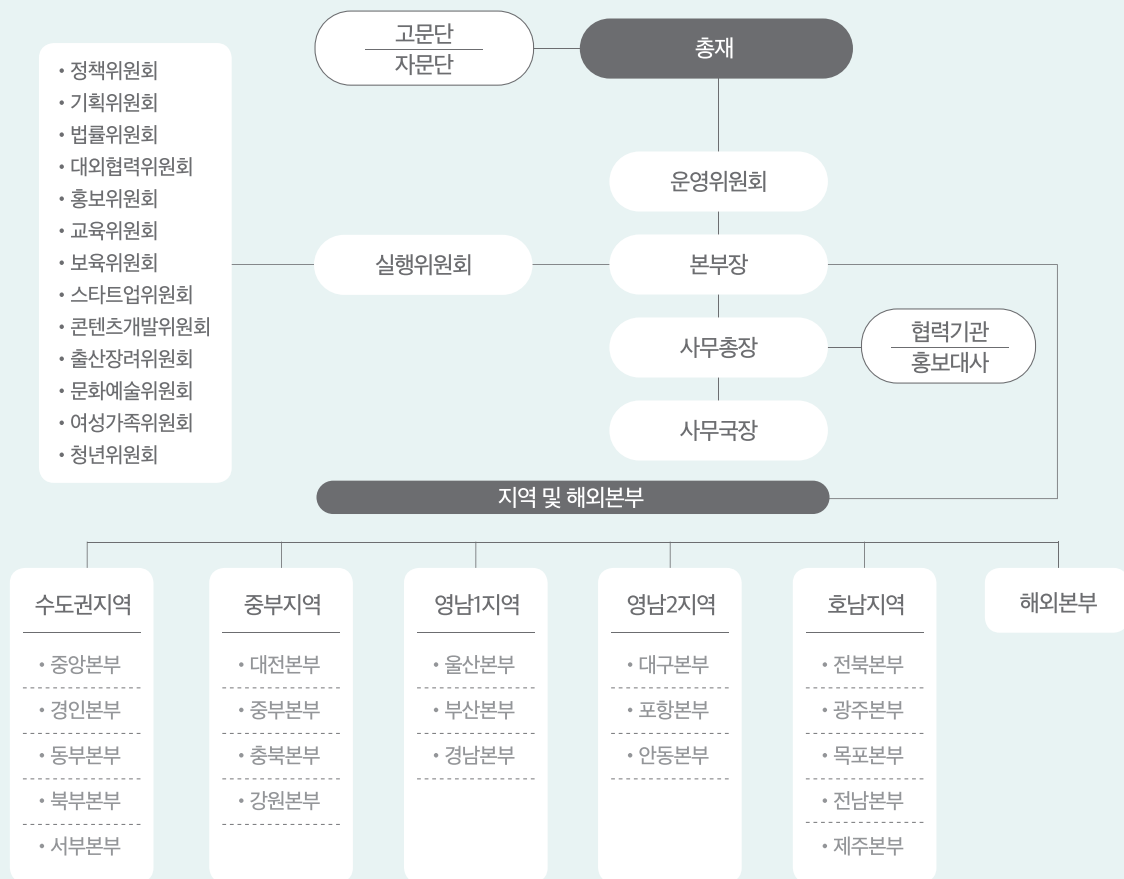 고문단
자문단
총재
• 정책위원회
• 기획위원회
• 법률위원회
• 대외협력위원회
• 홍보위원회
• 교육위원회
• 보육위원회
• 스타트업위원회
• 콘텐츠개발위원회
• 출산장려위원회
• 문화예술위원회
• 여성가족위원회
• 청년위원회
운영위원회
실행위원회
본부장
사무총장
협력기관
홍보대사
사무국장
지역 및 해외본부
수도권지역
• 중앙본부
• 경인본부
• 동부본부
• 북부본부
• 서부본부
중부지역
• 대전본부
• 중부본부
• 충북본부
• 강원본부
영남1지역
• 울산본부
• 부산본부
• 경남본부
영남2지역
• 대구본부
• 포항본부
• 안동본부
호남지역
• 전북본부
• 광주본부
• 목포본부
• 전남본부
• 제주본부
해외본부